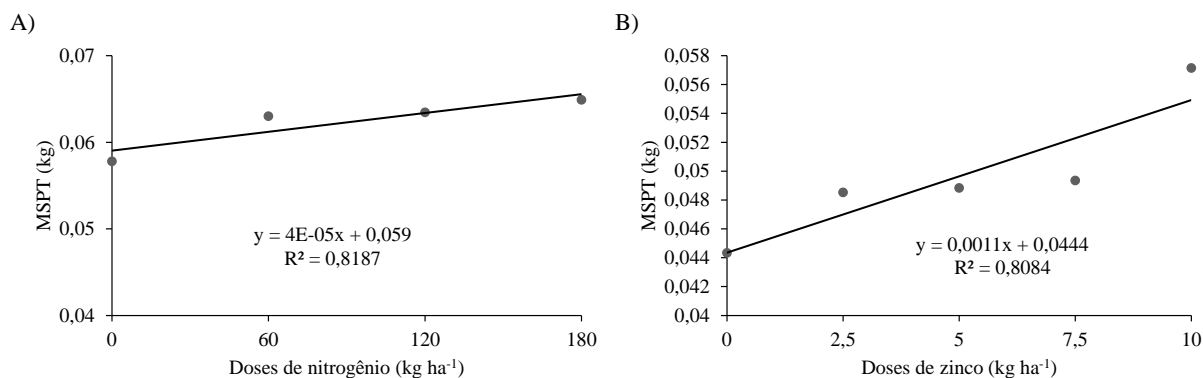 A)
0,07
0,06
0,05
0,04
MSPT (kg)
y = 4E-05x + 0,059
R² = 0,8187
0 60 120 180
Doses de nitrogênio (kg ha⁻¹)
B)
0,058
0,056
0,054
0,052
0,05
0,048
0,046
0,044
0,042
0,04
MSPT (kg)
y = 0,0011x + 0,0444
R² = 0,8084
0 2,5 5 7,5 10
Doses de zinco (kg ha⁻¹)